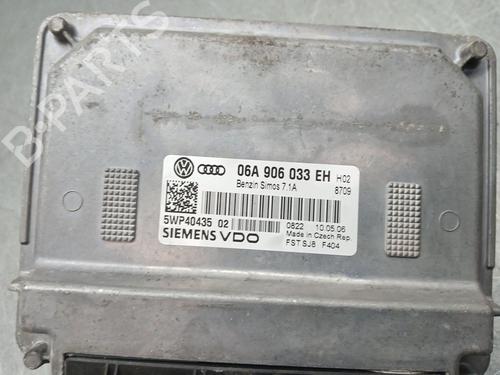 B-PARTS
06A 906 033 EH H02
Benzin Simos 7.1A 8709
5WP40435 02
0822 10.05.06
Made in Czech Rep.
SIEMENS VDO
FST SJ8 F404